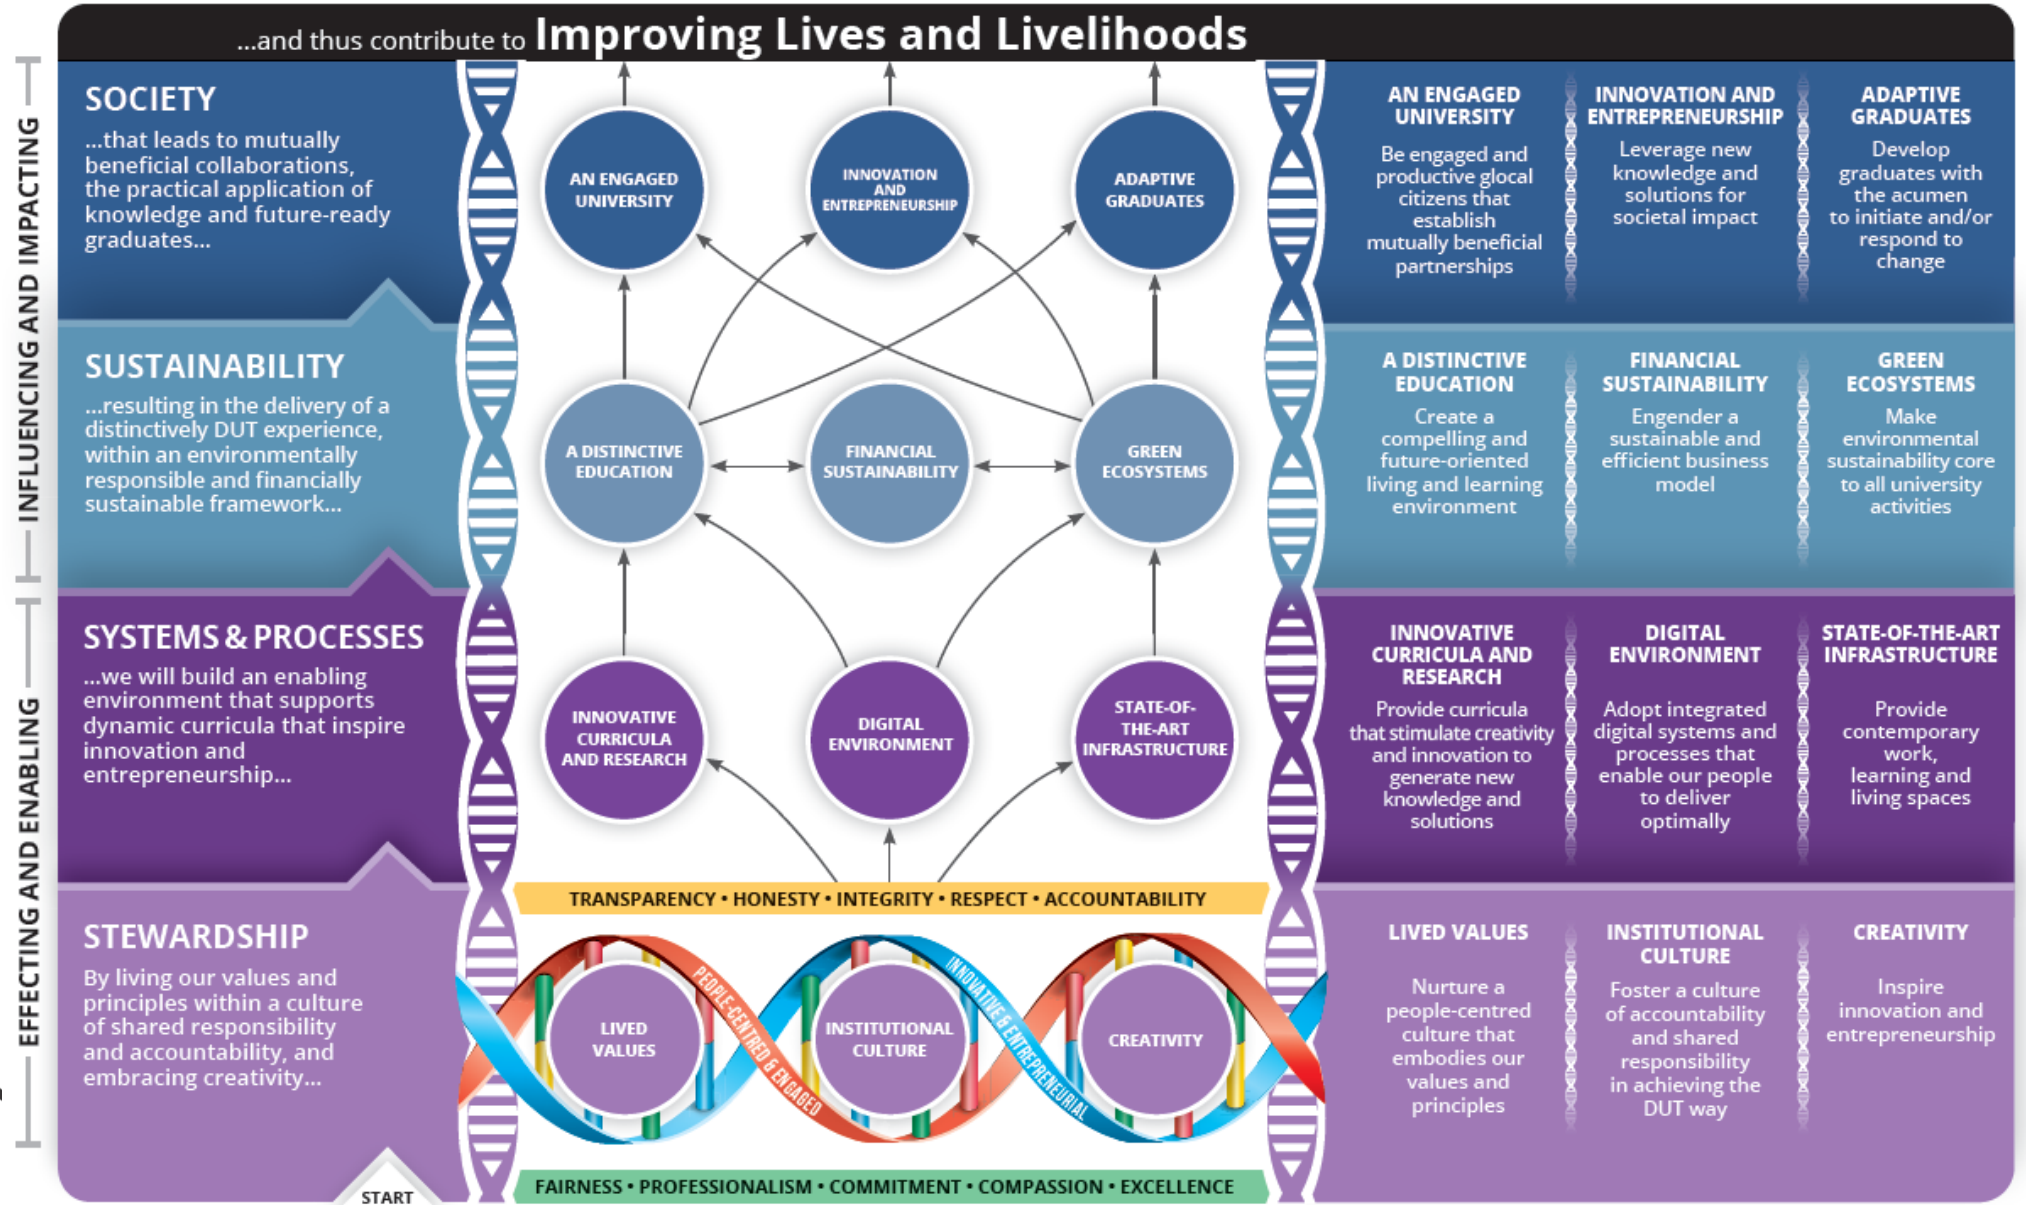 ...and thus contribute to Improving Lives and Livelihoods
INFLUENCING AND IMPACTING
SOCIETY
...that leads to mutually
beneficial collaborations,
the practical application of
knowledge and future-ready
graduates...
AN ENGAGED
UNIVERSITY
INNOVATION
AND
ENTREPRENEURSHIP
ADAPTIVE
GRADUATES
AN ENGAGED
UNIVERSITY
Be engaged and
productive glocal
citizens that
establish
mutually beneficial
partnerships
INNOVATION AND
ENTREPRENEURSHIP
Leverage new
knowledge and
solutions for
societal impact
ADAPTIVE
GRADUATES
Develop
graduates with
the acumen
to initiate and/or
respond to
change
SUSTAINABILITY
...resulting in the delivery of a
distinctively DUT experience,
within an environmentally
responsible and financially
sustainable framework...
A DISTINCTIVE
EDUCATION
FINANCIAL
SUSTAINABILITY
GREEN
ECOSYSTEMS
A DISTINCTIVE
EDUCATION
Create a
compelling and
future-oriented
living and learning
environment
FINANCIAL
SUSTAINABILITY
Engender a
sustainable and
efficient business
model
GREEN
ECOSYSTEMS
Make
environmental
sustainability core
to all university
activities
EFFECTING AND ENABLING
SYSTEMS & PROCESSES
...we will build an enabling
environment that supports
dynamic curricula that inspire
innovation and
entrepreneurship...
INNOVATIVE
CURRICULA
AND RESEARCH
DIGITAL
ENVIRONMENT
STATE-OF-
THE-ART
INFRASTRUCTURE
INNOVATIVE
CURRICULA AND
RESEARCH
Provide curricula
that stimulate creativity
and innovation to
generate new
knowledge and
solutions
DIGITAL
ENVIRONMENT
Adopt integrated
digital systems and
processes that
enable our people
to deliver
optimally
STATE-OF-THE-ART
INFRASTRUCTURE
Provide
contemporary
work,
learning and
living spaces
TRANSPARENCY • HONESTY • INTEGRITY • RESPECT • ACCOUNTABILITY
STEWARDSHIP
By living our values and
principles within a culture
of shared responsibility
and accountability, and
embracing creativity...
LIVED
VALUES
PEOPLE-CENTRED & ENGAGED
INSTITUTIONAL
CULTURE
INNOVATIVE & ENTREPRENEURIAL
CREATIVITY
LIVED VALUES
Nurture a
people-centred
culture that
embodies our
values and
principles
INSTITUTIONAL
CULTURE
Foster a culture
of accountability
and shared
responsibility
in achieving the
DUT way
CREATIVITY
Inspire
innovation and
entrepreneurship
START
FAIRNESS • PROFESSIONALISM • COMMITMENT • COMPASSION • EXCELLENCE